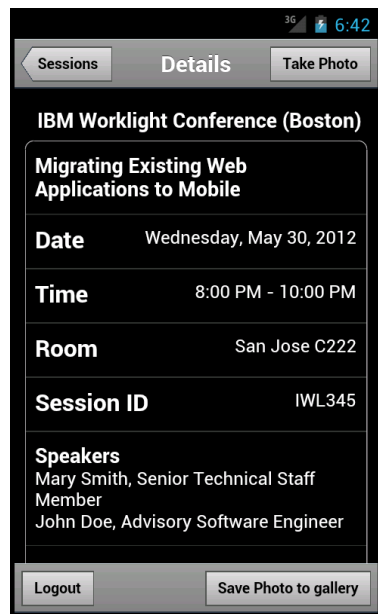 3G 6:42
Sessions Details Take Photo
IBM Worklight Conference (Boston)
Migrating Existing Web
Applications to Mobile
Date Wednesday, May 30, 2012
Time 8:00 PM - 10:00 PM
Room San Jose C222
Session ID IWL345
Speakers
Mary Smith, Senior Technical Staff
Member
John Doe, Advisory Software Engineer
Logout Save Photo to gallery